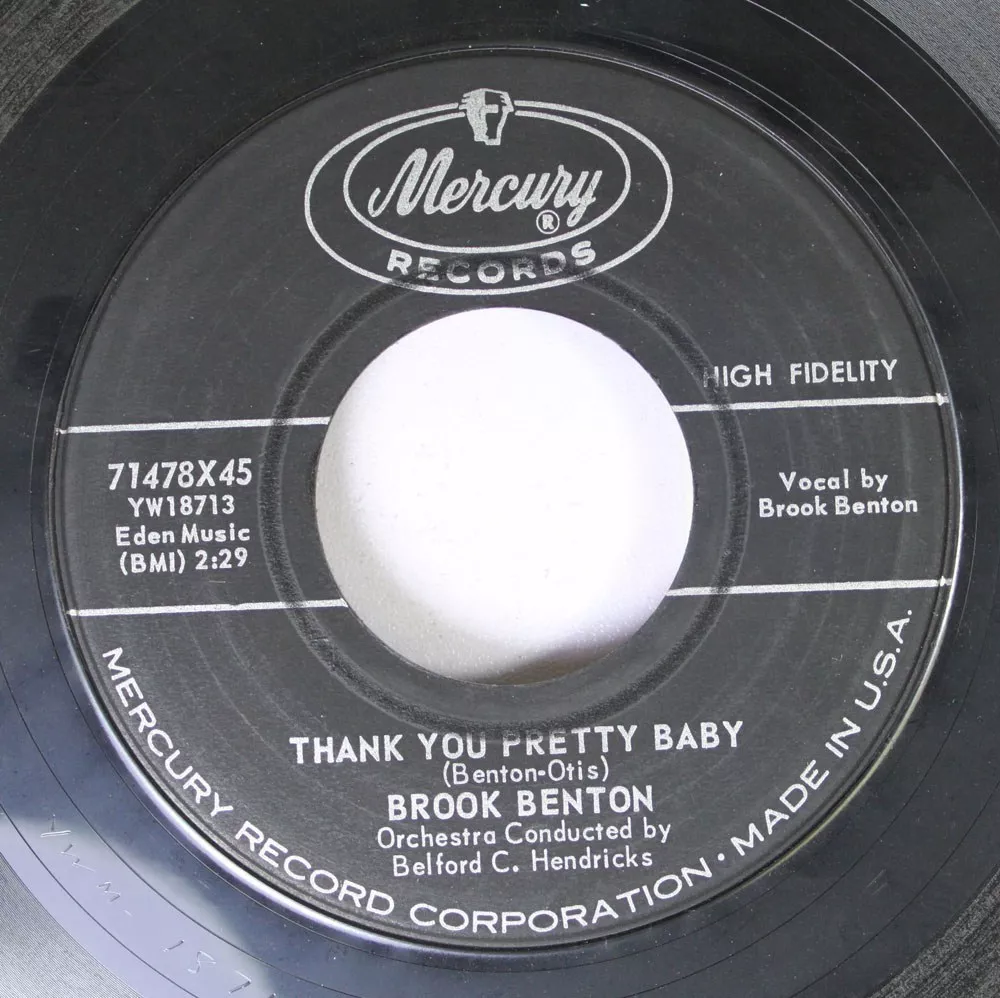 Mercury
®
RECORDS
HIGH FIDELITY
71478X45
YW18713
Eden Music
(BMI) 2:29
Vocal by
Brook Benton
THANK YOU PRETTY BABY
(Benton-Otis)
BROOK BENTON
Orchestra Conducted by
Belford C. Hendricks
MERCURY RECORD CORPORATION • MADE IN U.S.A.